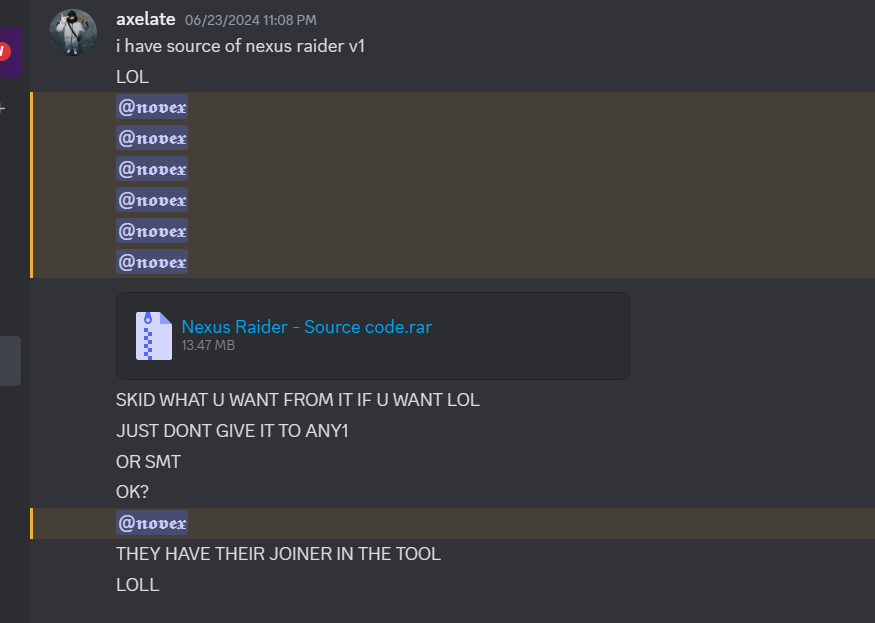 axelate 06/23/2024 11:08 PM
i have source of nexus raider v1
LOL
@𝖓𝖔𝖛𝖊𝖝
@𝖓𝖔𝖛𝖊𝖝
@𝖓𝖔𝖛𝖊𝖝
@𝖓𝖔𝖛𝖊𝖝
@𝖓𝖔𝖛𝖊𝖝
@𝖓𝖔𝖛𝖊𝖝
Nexus Raider - Source code.rar
13.47 MB
SKID WHAT U WANT FROM IT IF U WANT LOL
JUST DONT GIVE IT TO ANY1
OR SMT
OK?
@𝖓𝖔𝖛𝖊𝖝
THEY HAVE THEIR JOINER IN THE TOOL
LOLL